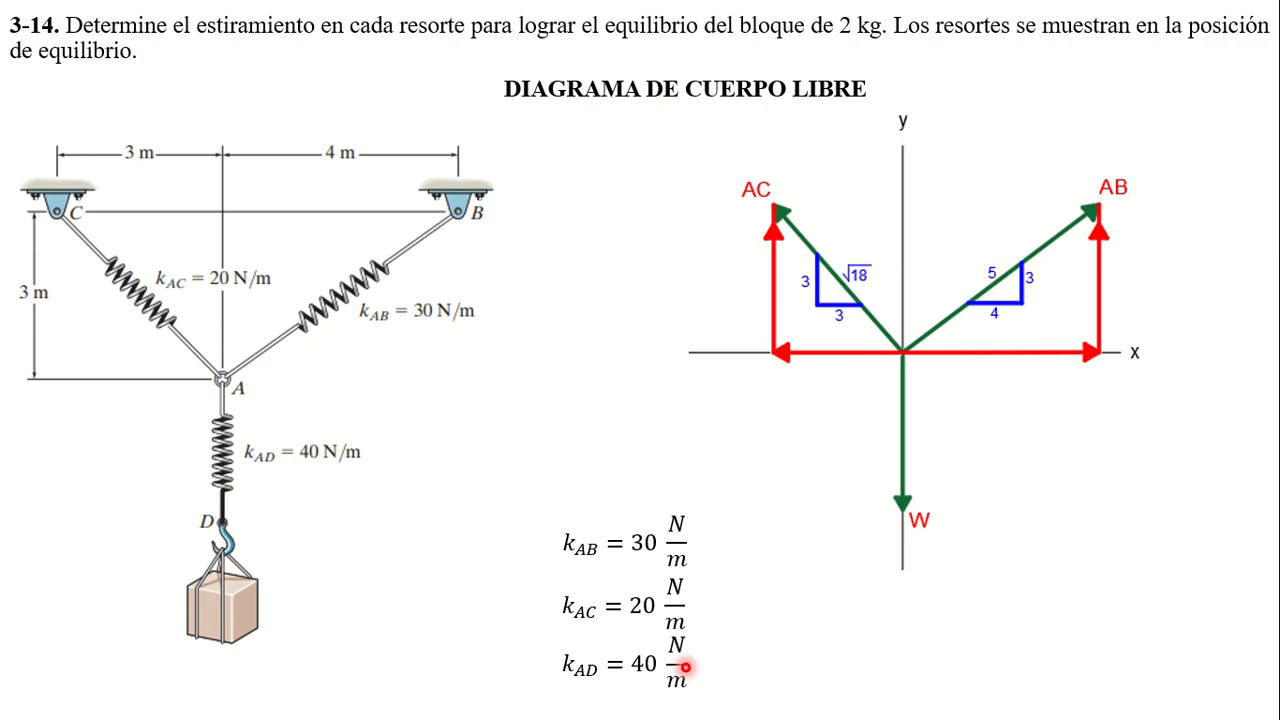 3-14. Determine el estiramiento en cada resorte para lograr el equilibrio del bloque de 2 kg. Los resortes se muestran en la posición
de equilibrio.
DIAGRAMA DE CUERPO LIBRE
3 m
4 m
C
B
k_AC = 20 N/m
3 m
k_AB = 30 N/m
A
k_AD = 40 N/m
D
y
AC
AB
3
√18
3
5
3
4
x
W
k_AB = 30 N/m
k_AC = 20 N/m
k_AD = 40 N/m